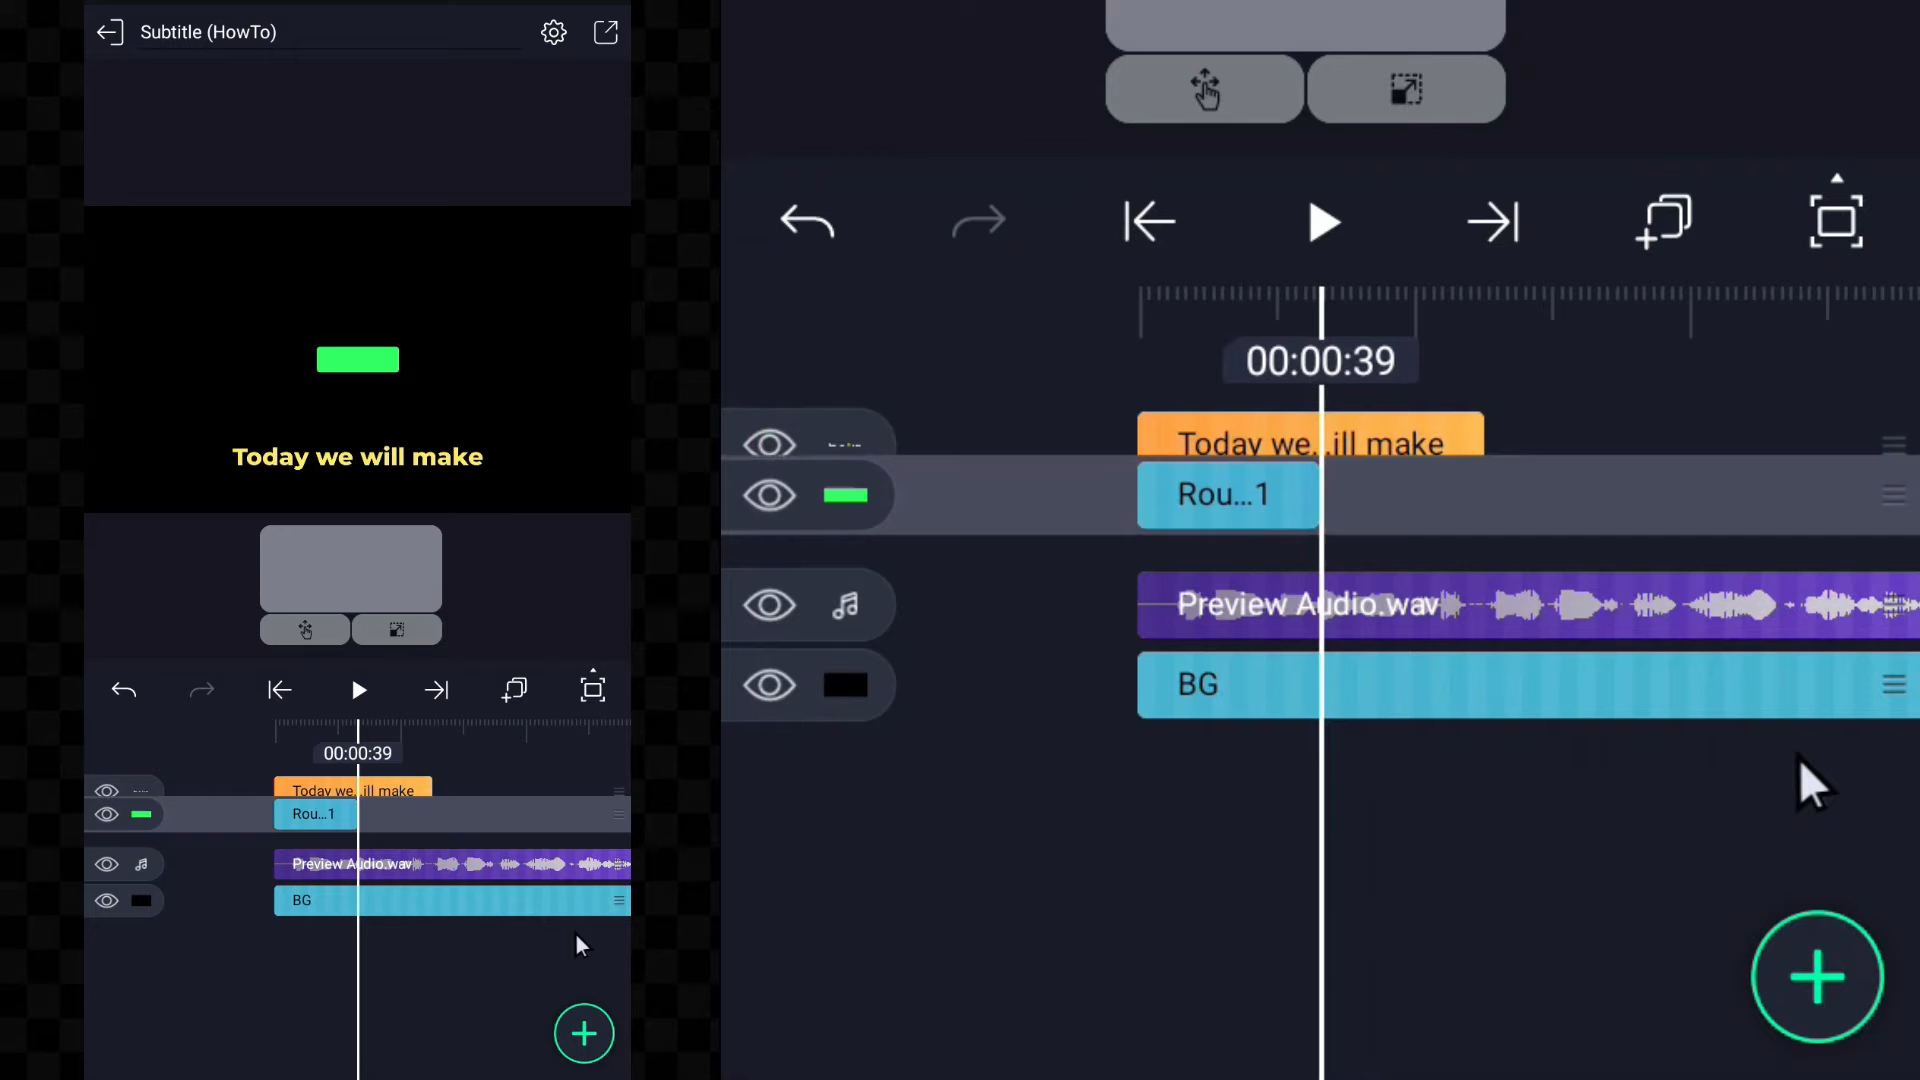 Subtitle (HowTo)
Today we will make
00:00:39
Today we...ill make
Rou...1
Preview Audio.wav
BG
00:00:39
Today we...ill make
Rou...1
Preview Audio.wav
BG